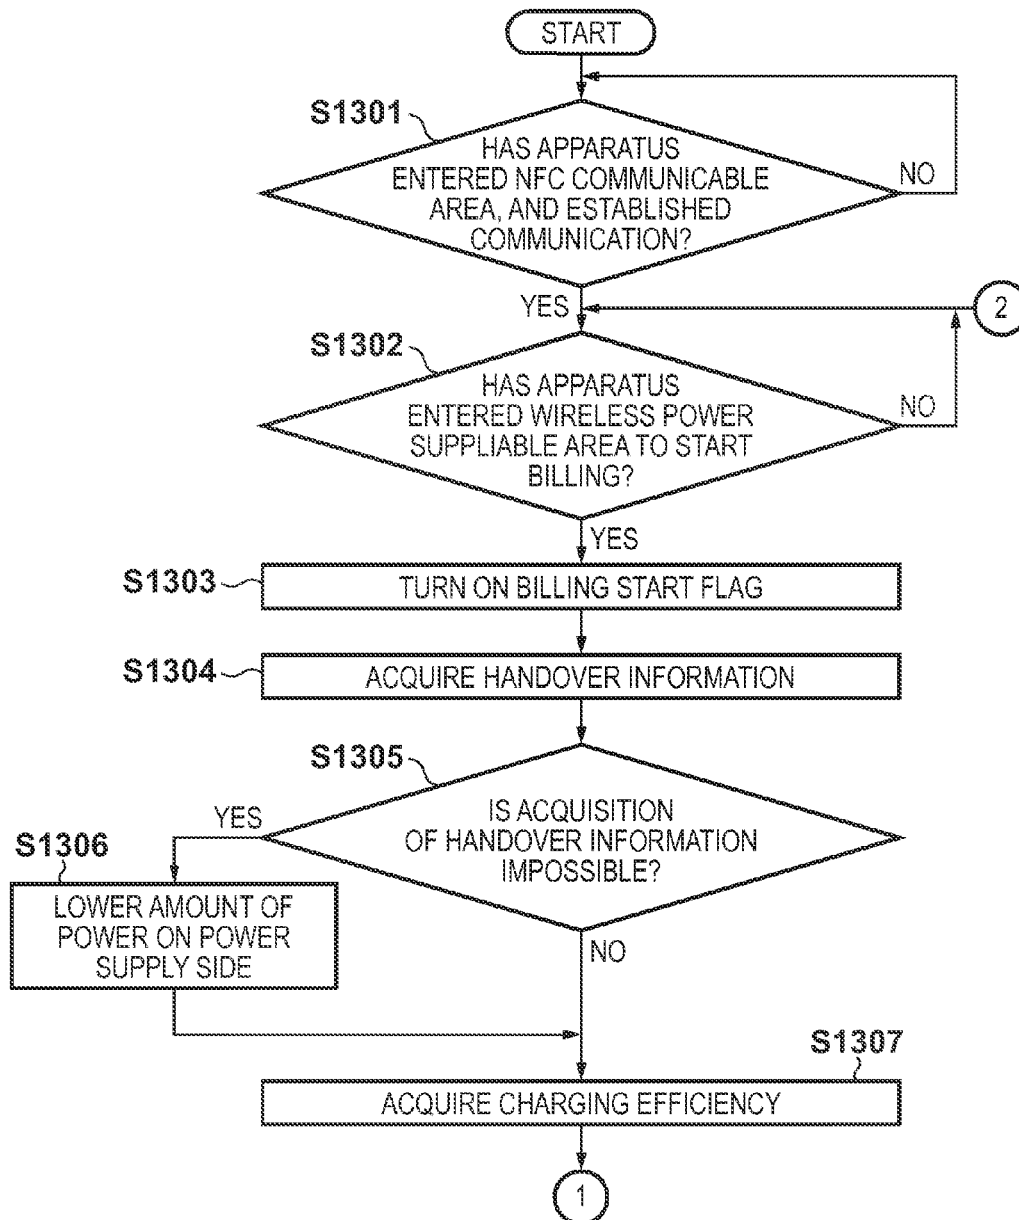 START
S1301
HAS APPARATUS
ENTERED NFC COMMUNICABLE
AREA, AND ESTABLISHED
COMMUNICATION?
NO
YES
2
S1302
HAS APPARATUS
ENTERED WIRELESS POWER
SUPPLIABLE AREA TO START
BILLING?
NO
YES
S1303
TURN ON BILLING START FLAG
S1304
ACQUIRE HANDOVER INFORMATION
S1305
IS ACQUISITION
OF HANDOVER INFORMATION
IMPOSSIBLE?
YES
S1306
LOWER AMOUNT OF
POWER ON POWER
SUPPLY SIDE
NO
S1307
ACQUIRE CHARGING EFFICIENCY
1